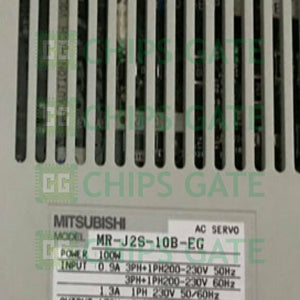 CHIPS GATE
CHIPS GATE
CHIPS GATE
MITSUBISHI
AC SERVO
MODEL MR-J2S-10B-EG
POWER 100W
INPUT 0.9A 3PH+1PH200-230V 50Hz
3PH+1PH200-230V 60Hz
1.3A 1PH 230V 50/60Hz